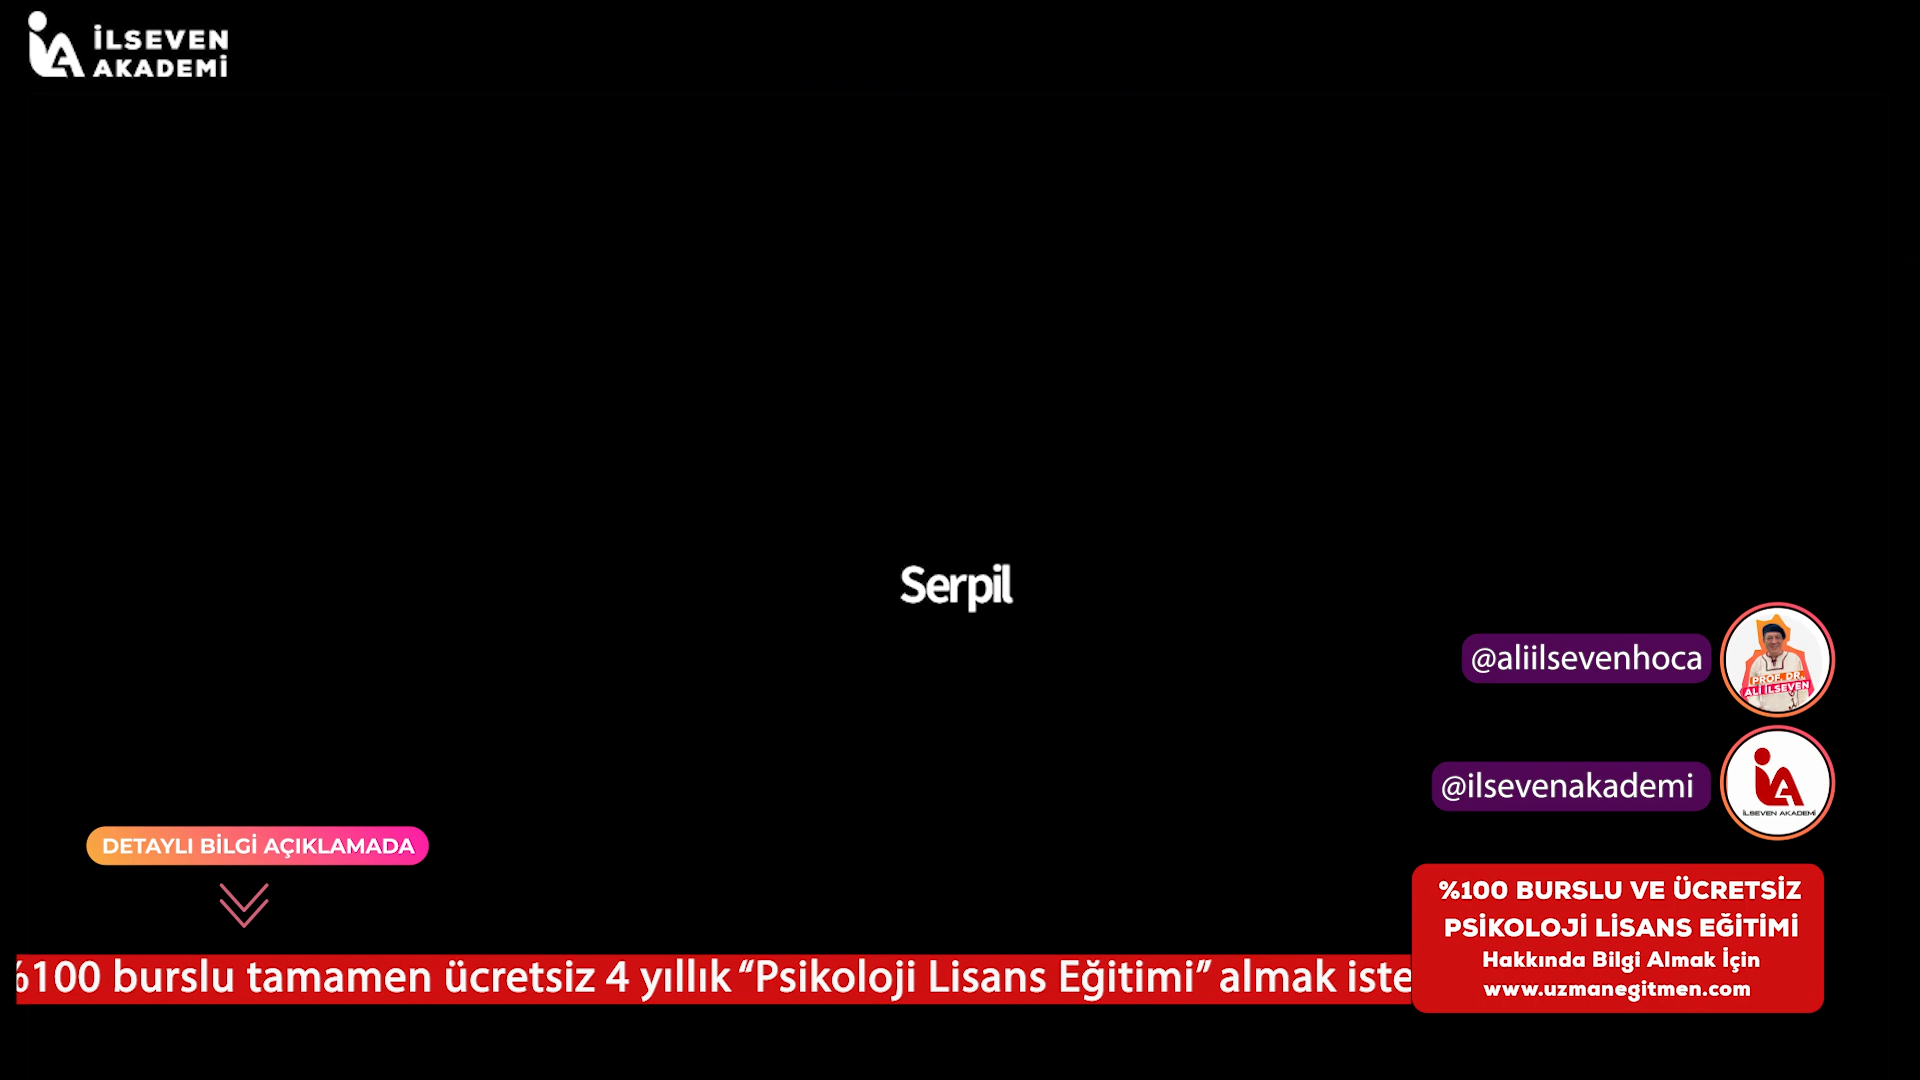 İLSEVEN
AKADEMİ
Serpil
@aliilsevenhoca
PROF. DR.
ALİ İLSEVEN
@ilsevenakademi
İLSEVEN AKADEMİ
DETAYLI BİLGİ AÇIKLAMADA
%100 BURSLU VE ÜCRETSİZ
PSİKOLOJİ LİSANS EĞİTİMİ
Hakkında Bilgi Almak İçin
www.uzmanegitmen.com
%100 burslu tamamen ücretsiz 4 yıllık “Psikoloji Lisans Eğitimi” almak iste